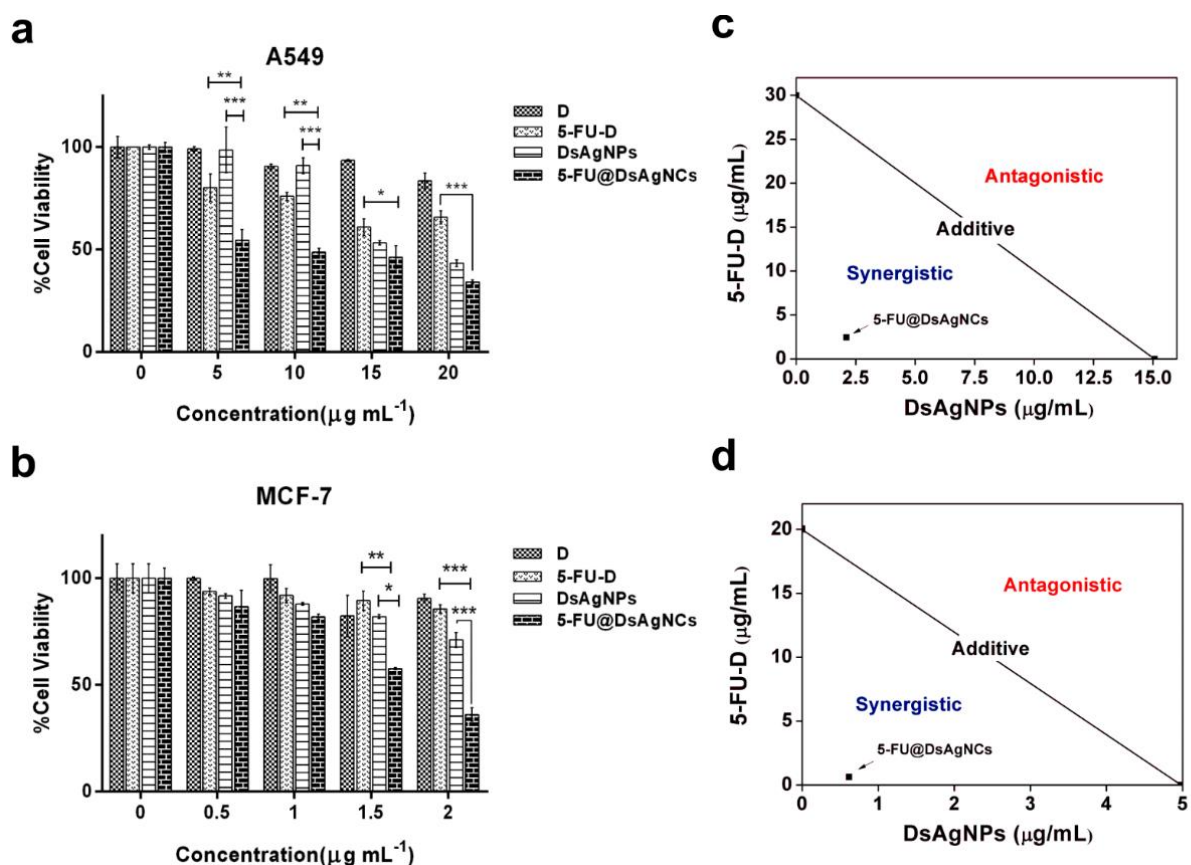 a
A549
%Cell Viability
100
50
0
** *** ** *** * ***
0 5 10 15 20
Concentration(μg mL⁻¹)
D
5-FU-D
DsAgNPs
5-FU@DsAgNCs
b
MCF-7
%Cell Viability
100
50
0
** * *** ***
0 0.5 1 1.5 2
Concentration(μg mL⁻¹)
D
5-FU-D
DsAgNPs
5-FU@DsAgNCs
c
5-FU-D (μg/mL)
30
25
20
15
10
5
0
Antagonistic
Additive
Synergistic
5-FU@DsAgNCs
0.0 2.5 5.0 7.5 10.0 12.5 15.0
DsAgNPs (μg/mL)
d
5-FU-D (μg/mL)
20
15
10
5
0
Antagonistic
Additive
Synergistic
5-FU@DsAgNCs
0 1 2 3 4 5
DsAgNPs (μg/mL)